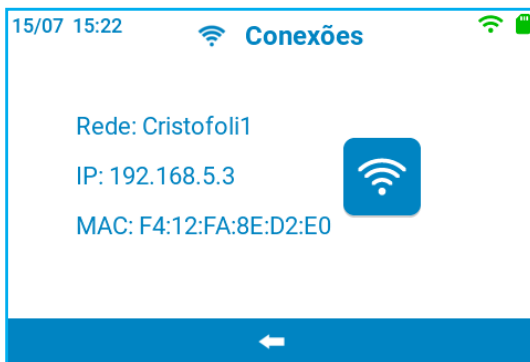 15/07 15:22
Conexões
Rede: Cristofoli1
IP: 192.168.5.3
MAC: F4:12:FA:8E:D2:E0